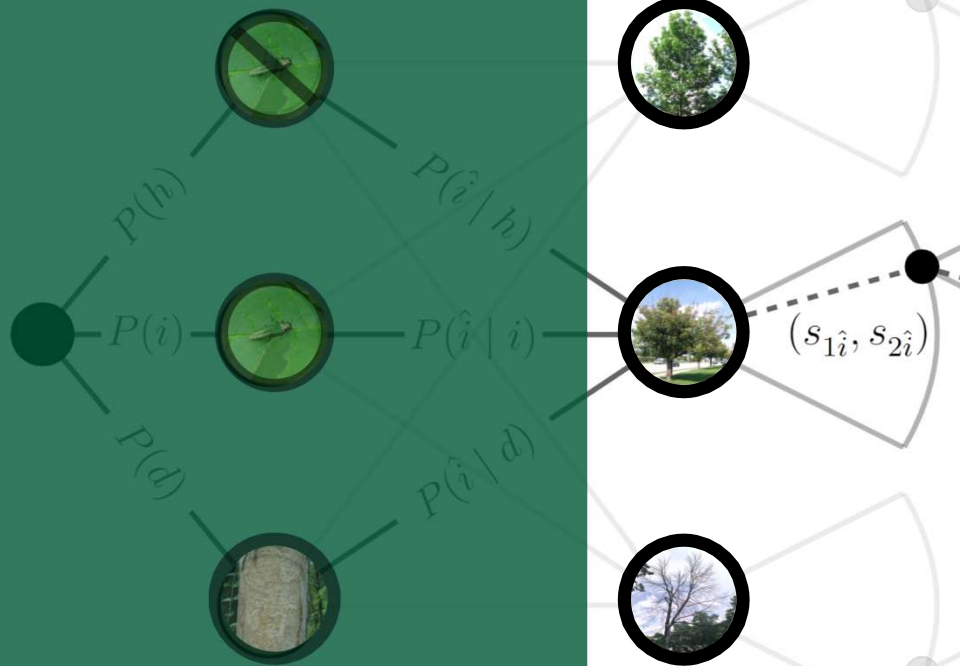 P(h)
P(î | h)
P(i)
P(î | i)
(s_{1î}, s_{2î})
P(d)
P(î | d)